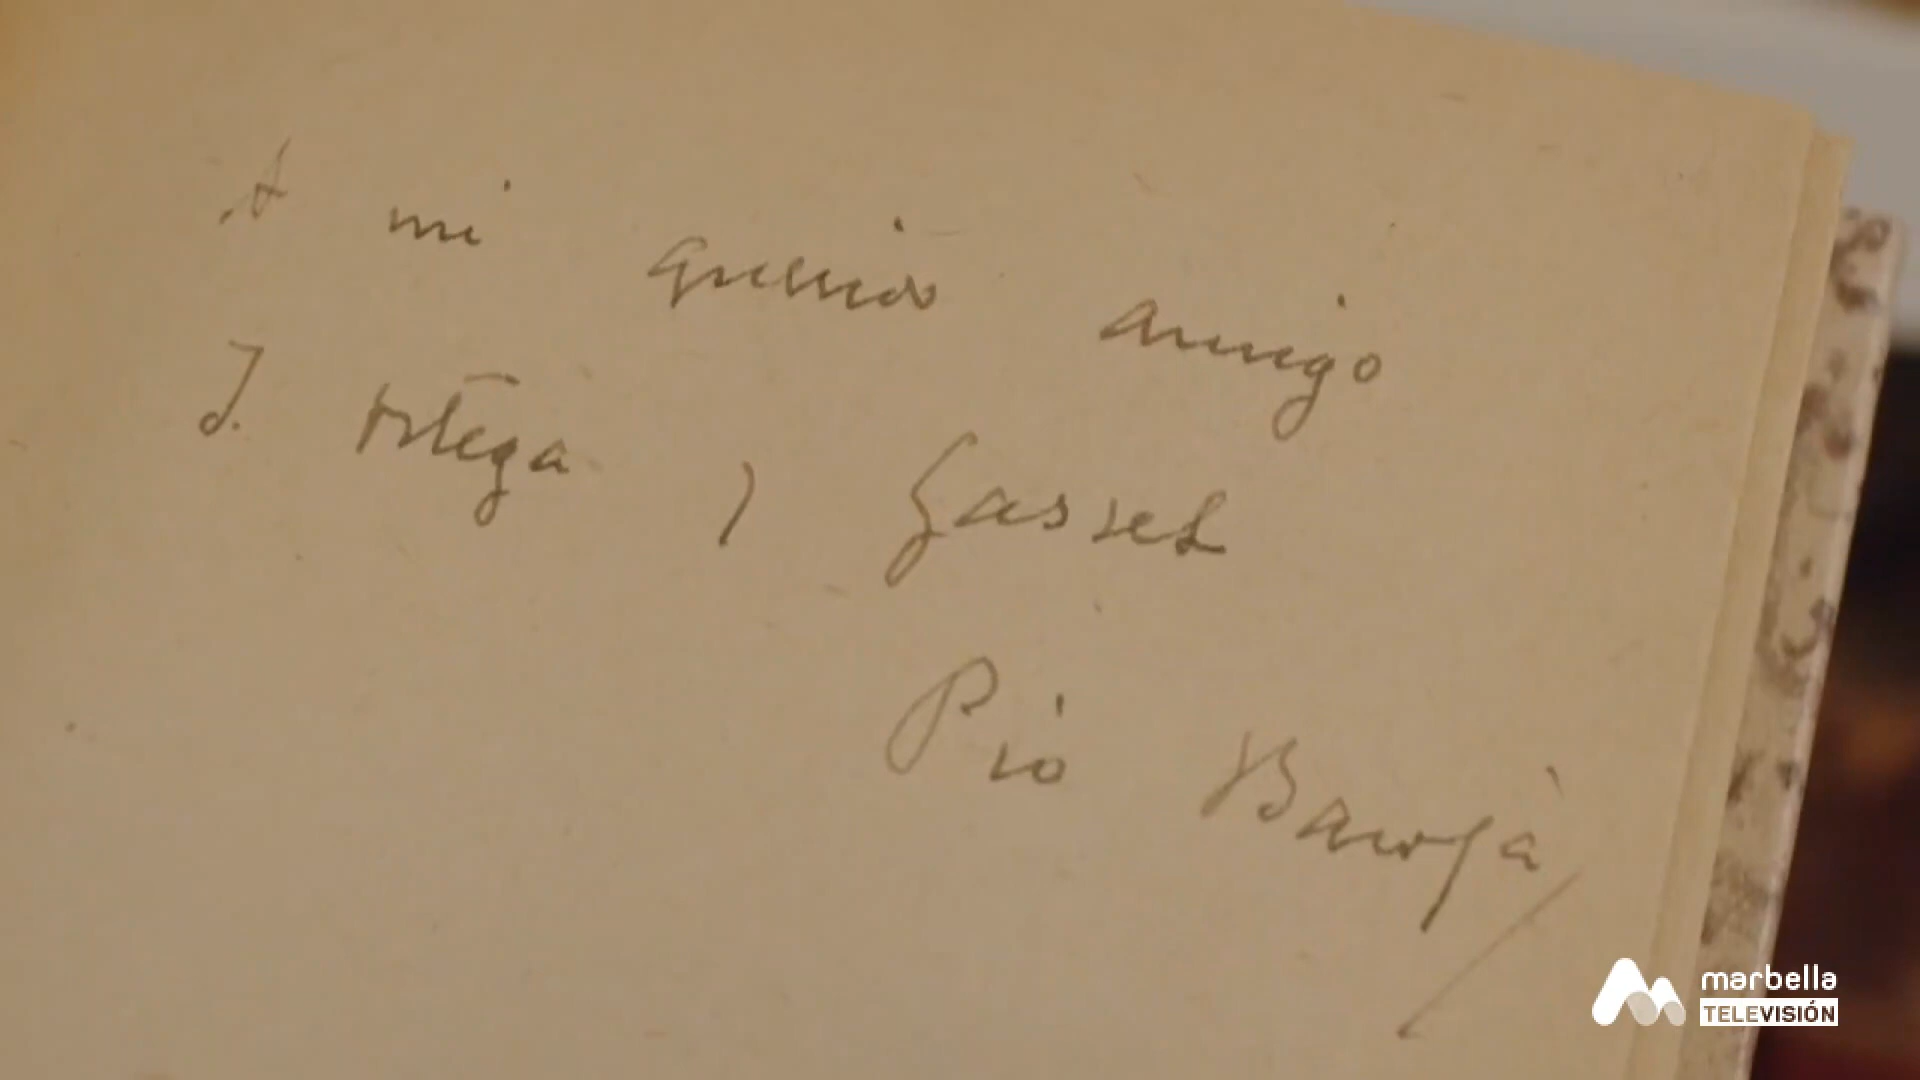 A mi querido amigo
J. Ortega y Gasset
Pío Baroja
marbella
TELEVISIÓN